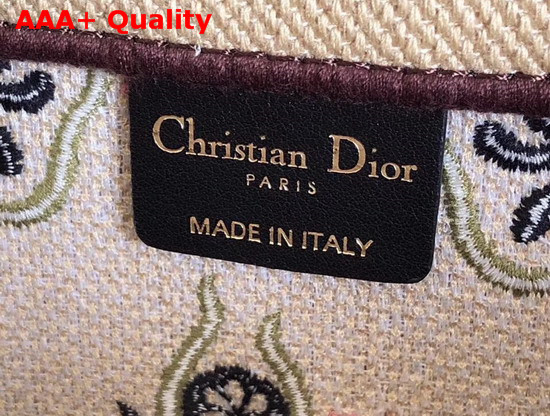 AAA+ Quality
Christian Dior
PARIS
MADE IN ITALY